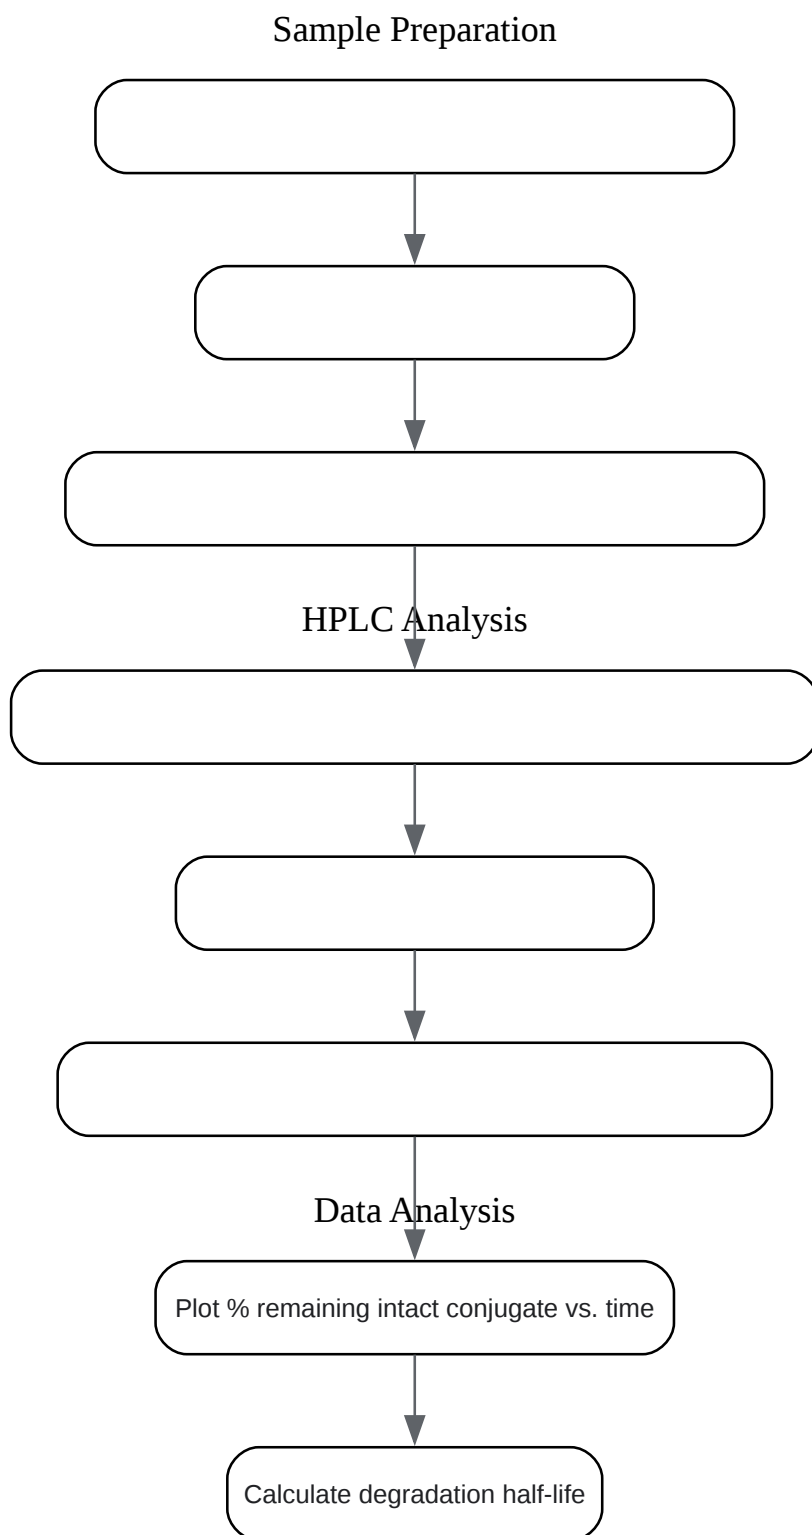 Sample Preparation
HPLC Analysis
Data Analysis
Plot % remaining intact conjugate vs. time
Calculate degradation half-life